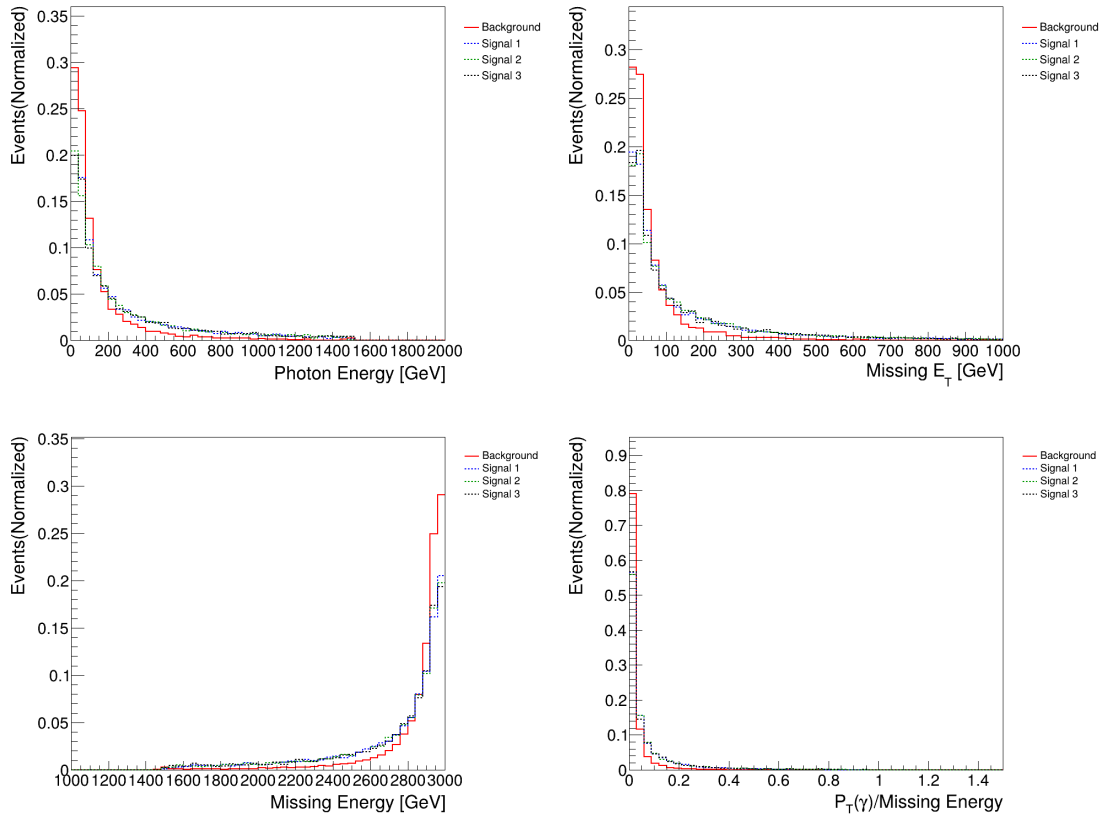 Events(Normalized)
0.35
0.3
0.25
0.2
0.15
0.1
0.05
0
0 200 400 600 800 1000 1200 1400 1600 1800 2000
Photon Energy [GeV]
Background
Signal 1
Signal 2
Signal 3
Events(Normalized)
0.3
0.25
0.2
0.15
0.1
0.05
0
0 100 200 300 400 500 600 700 800 900 1000
Missing E_T [GeV]
Background
Signal 1
Signal 2
Signal 3
Events(Normalized)
0.35
0.3
0.25
0.2
0.15
0.1
0.05
0
1000 1200 1400 1600 1800 2000 2200 2400 2600 2800 3000
Missing Energy [GeV]
Background
Signal 1
Signal 2
Signal 3
Events(Normalized)
0.9
0.8
0.7
0.6
0.5
0.4
0.3
0.2
0.1
0
0 0.2 0.4 0.6 0.8 1 1.2 1.4
P_T(γ)/Missing Energy
Background
Signal 1
Signal 2
Signal 3